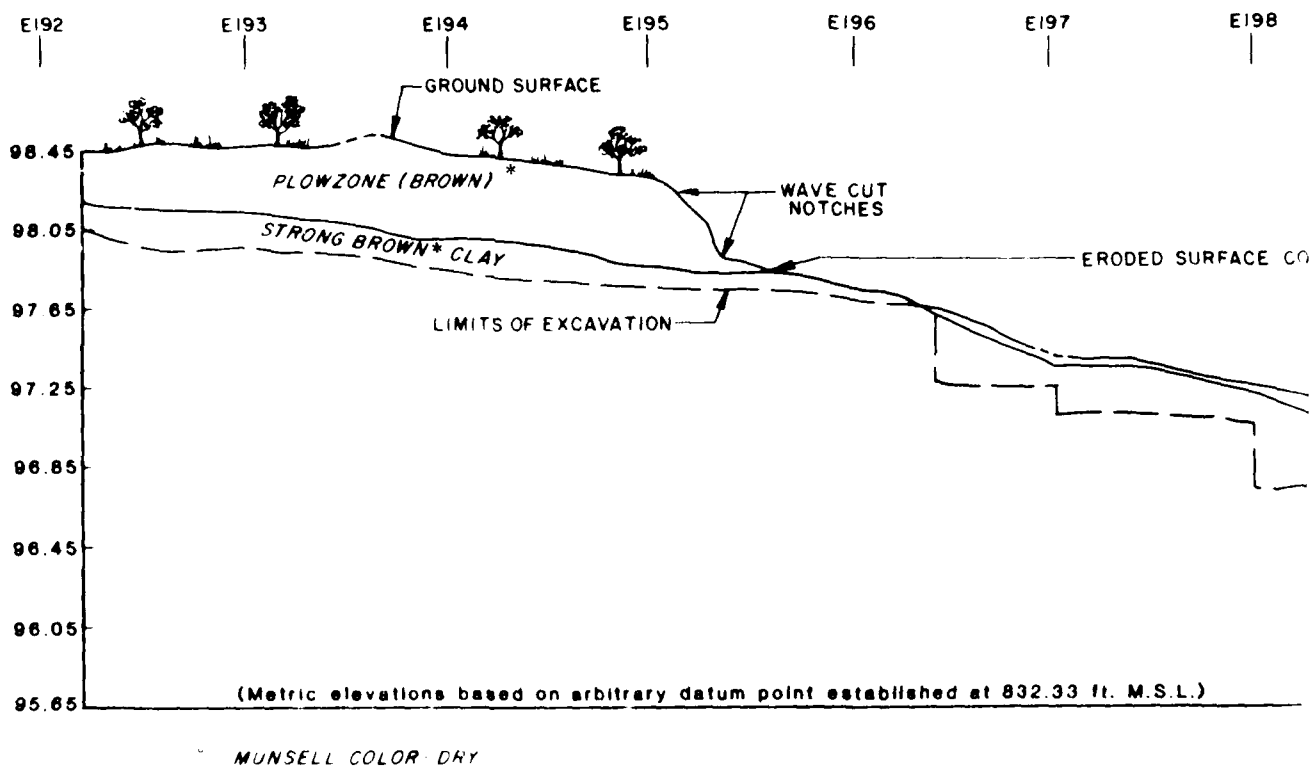 E192 E193 E194 E195 E196 E197 E198
GROUND SURFACE
98.45
PLOWZONE (BROWN) *
WAVE CUT
NOTCHES
98.05
STRONG BROWN* CLAY
ERODED SURFACE CO
97.65
LIMITS OF EXCAVATION
97.25
96.85
96.45
96.05
(Metric elevations based on arbitrary datum point established at 832.33 ft. M.S.L.)
95.65
MUNSELL COLOR DRY